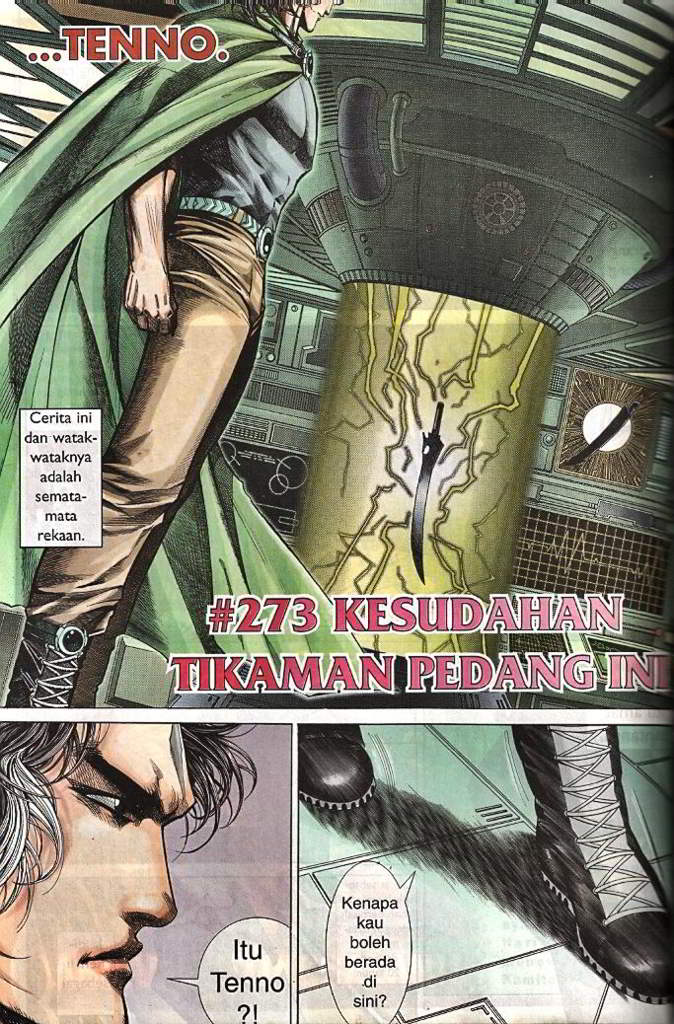 ...TENNO.
Cerita ini
dan watak-
wataknya
adalah
semata-
mata
rekaan.
#273 KESUDAHAN
TIKAMAN PEDANG INI
Itu
Tenno
?!
Kenapa
kau
boleh
berada
di
sini?